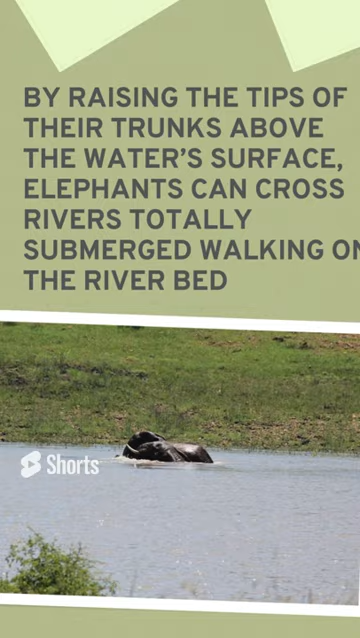 BY RAISING THE TIPS OF
THEIR TRUNKS ABOVE
THE WATER'S SURFACE,
ELEPHANTS CAN CROSS
RIVERS TOTALLY
SUBMERGED WALKING ON
THE RIVER BED
Shorts